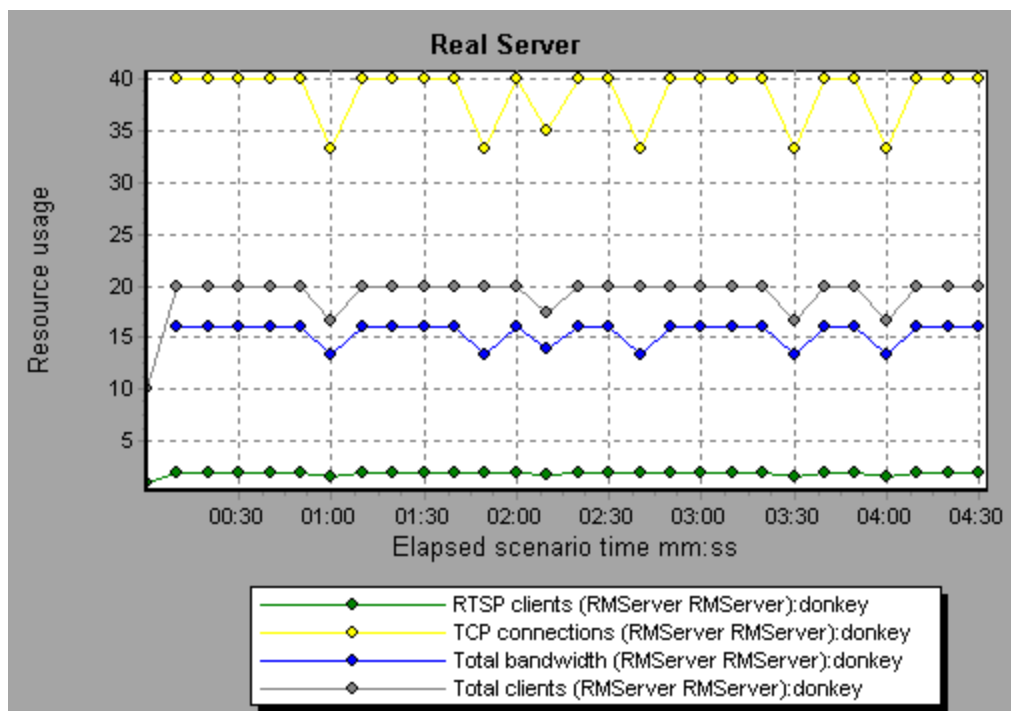 Real Server
40
35
30
25
20
15
10
5
Resource usage
00:30 01:00 01:30 02:00 02:30 03:00 03:30 04:00 04:30
Elapsed scenario time mm:ss
RTSP clients (RMServer RMServer):donkey
TCP connections (RMServer RMServer):donkey
Total bandwidth (RMServer RMServer):donkey
Total clients (RMServer RMServer):donkey